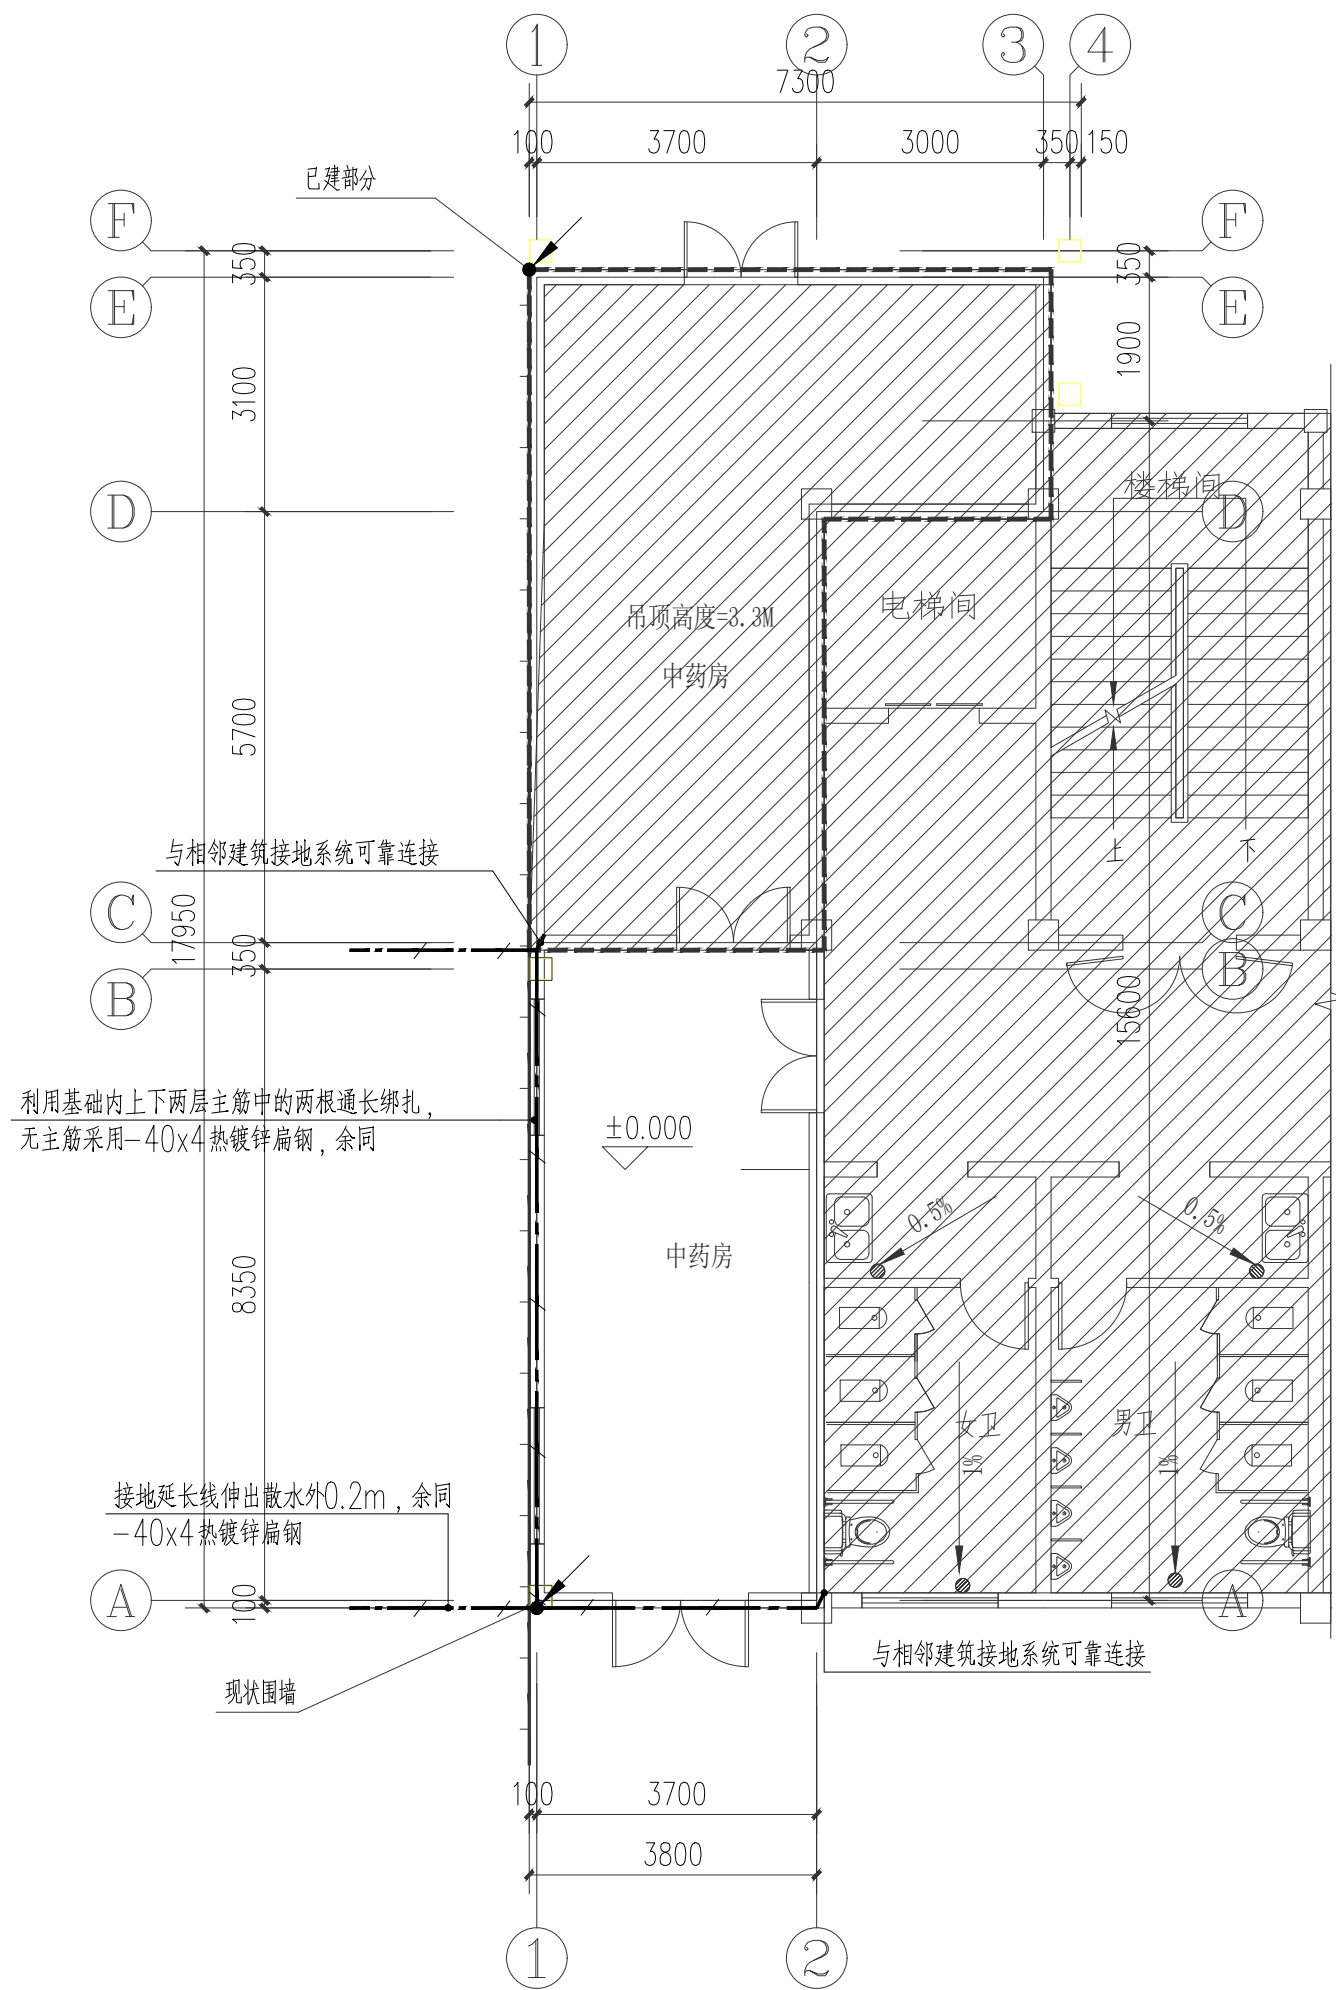 1
2
3
4
7300
100
3700
3000
350
150
已建部分
F
F
350
350
E
E
1900
3100
楼梯间
D
D
吊顶高度=3.3M
电梯间
中药房
5700
与相邻建筑接地系统可靠连接
上
下
C
C
17950
350
B
B
15600
利用基础内上下两层主筋中的两根通长绑扎，
无主筋采用-40x4热镀锌扁钢，余同
±0.000
0.5%
0.5%
中药房
8350
女卫
男卫
1%
1%
接地延长线伸出散水外0.2m，余同
-40x4热镀锌扁钢
A
A
100
与相邻建筑接地系统可靠连接
现状围墙
100
3700
3800
1
2